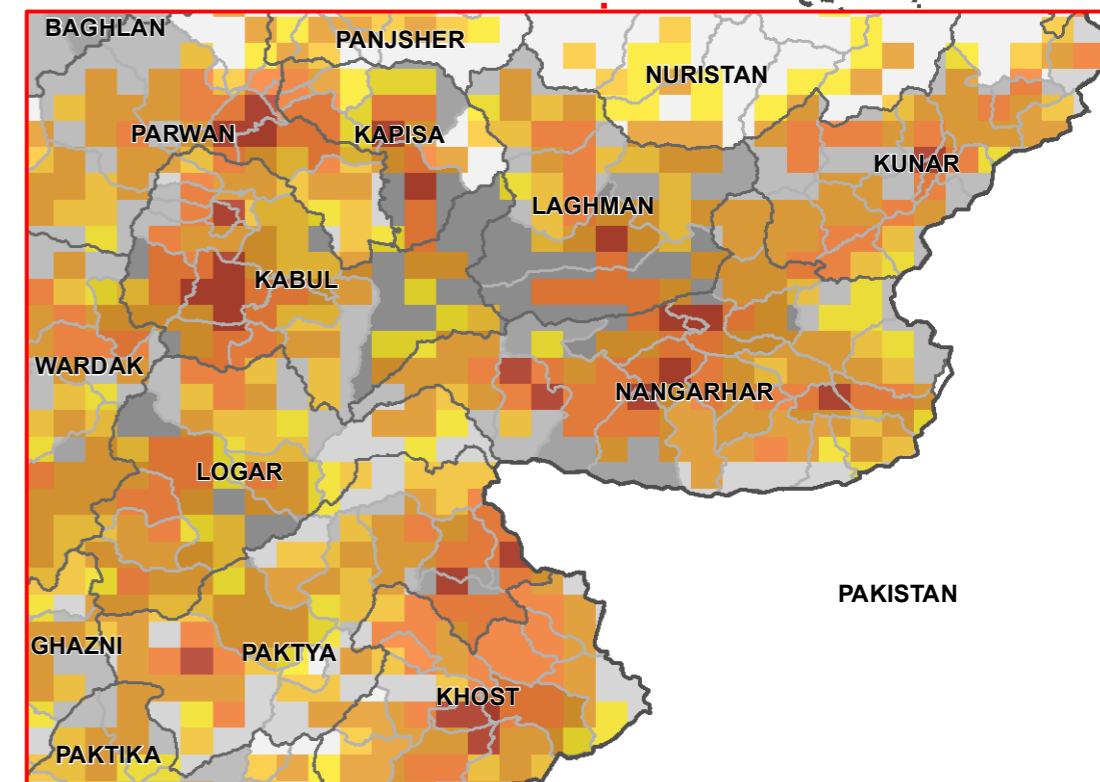 BAGHLAN
PANJSHER
NURISTAN
PARWAN
KAPISA
KUNAR
LAGHMAN
KABUL
WARDAK
NANGARHAR
LOGAR
PAKISTAN
GHAZNI
PAKTYA
KHOST
PAKTIKA